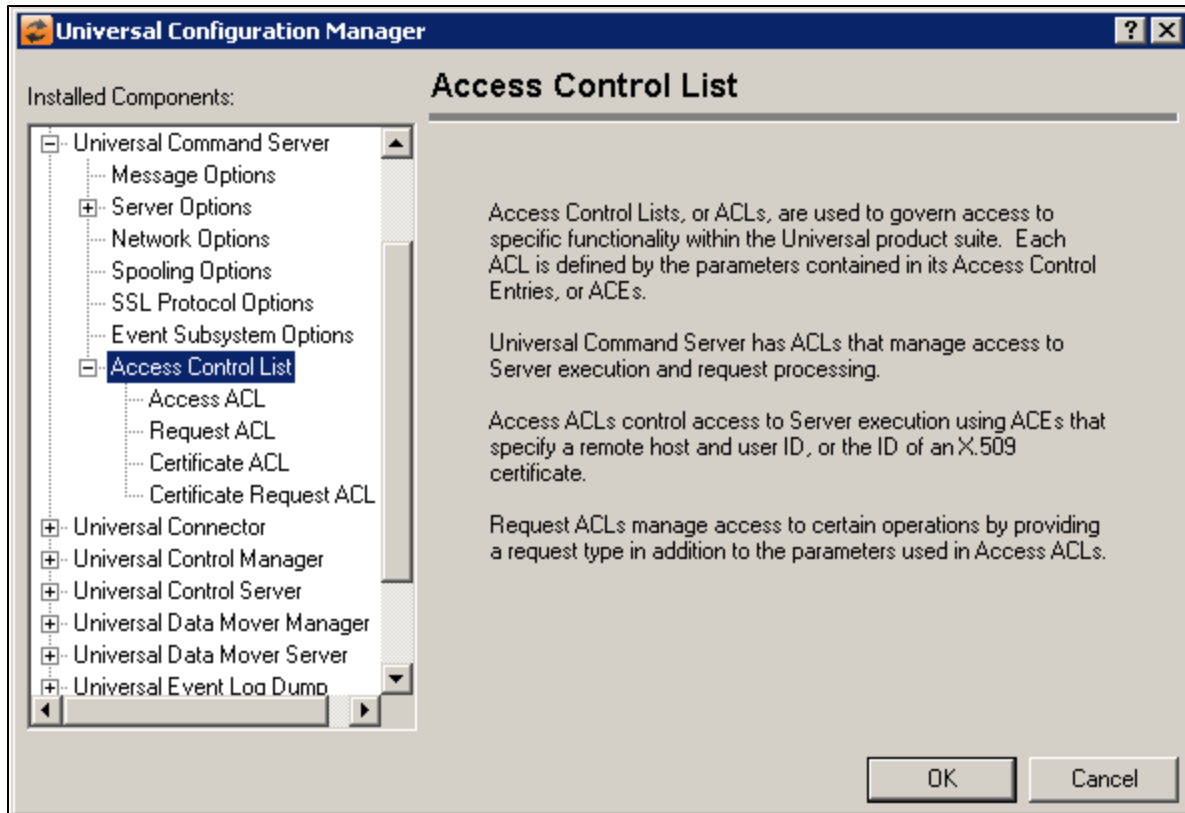 Universal Configuration Manager
Installed Components:
Universal Command Server
Message Options
Server Options
Network Options
Spooling Options
SSL Protocol Options
Event Subsystem Options
Access Control List
Access ACL
Request ACL
Certificate ACL
Certificate Request ACL
Universal Connector
Universal Control Manager
Universal Control Server
Universal Data Mover Manager
Universal Data Mover Server
Universal Event Log Dump
Access Control List
Access Control Lists, or ACLs, are used to govern access to
specific functionality within the Universal product suite.  Each
ACL is defined by the parameters contained in its Access Control
Entries, or ACEs.
Universal Command Server has ACLs that manage access to
Server execution and request processing.
Access ACLs control access to Server execution using ACEs that
specify a remote host and user ID, or the ID of an X.509
certificate.
Request ACLs manage access to certain operations by providing
a request type in addition to the parameters used in Access ACLs.
OK
Cancel